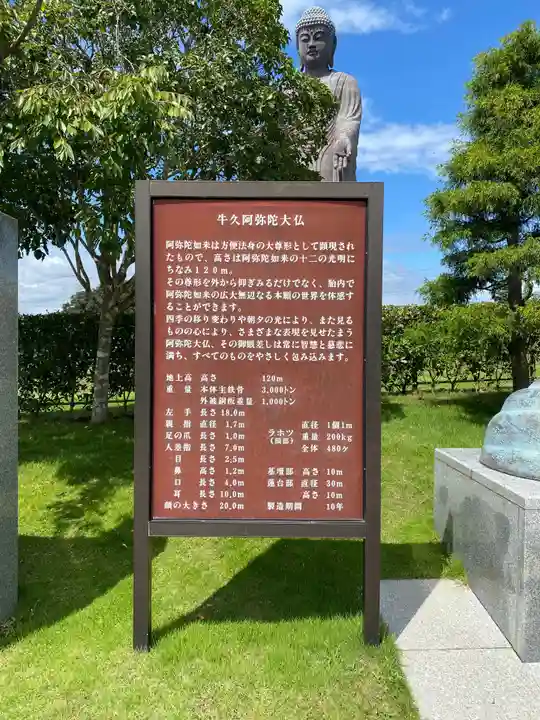 牛久阿弥陀大仏
阿弥陀如来は方便法身の大尊形として顕現され
たもので、高さは阿弥陀如来の十二の光明に
ちなみ120m。
その尊形を外から仰ぎみるだけでなく、胎内で
阿弥陀如来の広大無辺なる本願の世界を体感す
ることができます。
四季の移り変わりや朝夕の光により、また見る
ものの心により、さまざまな表現を見せたまう
阿弥陀大仏、その御眼差しは常に智慧と慈悲に
満ち、すべてのものをやさしく包み込みます。
地上高 高さ 120m
重量 本体主鉄骨 3,000トン
外被銅板重量 1,000トン
左手 長さ 18.0m
親指 直径 1.7m
足の爪 長さ 1.0m
人差指 長さ 7.0m
目 長さ 2.5m
鼻 高さ 1.2m
口 長さ 4.0m
耳 長さ 10.0m
顔の大きさ 20.0m
ラホツ(頭部) 直径 1個1m
重量 200kg
全体 480ケ
基壇部 高さ 10m
蓮台部 直径 30m
高さ 10m
製造期間 10年